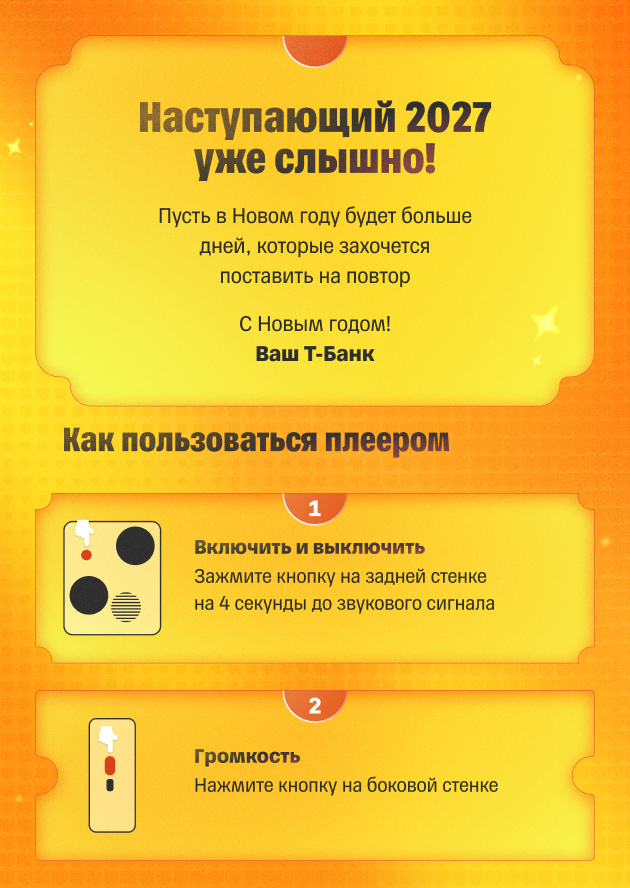 Наступающий 2027
уже слышно!
Пусть в Новом году будет больше
дней, которые захочется
поставить на повтор
С Новым годом!
Ваш Т-Банк
Как пользоваться плеером
1
Включить и выключить
Зажмите кнопку на задней стенке
на 4 секунды до звукового сигнала
2
Громкость
Нажмите кнопку на боковой стенке